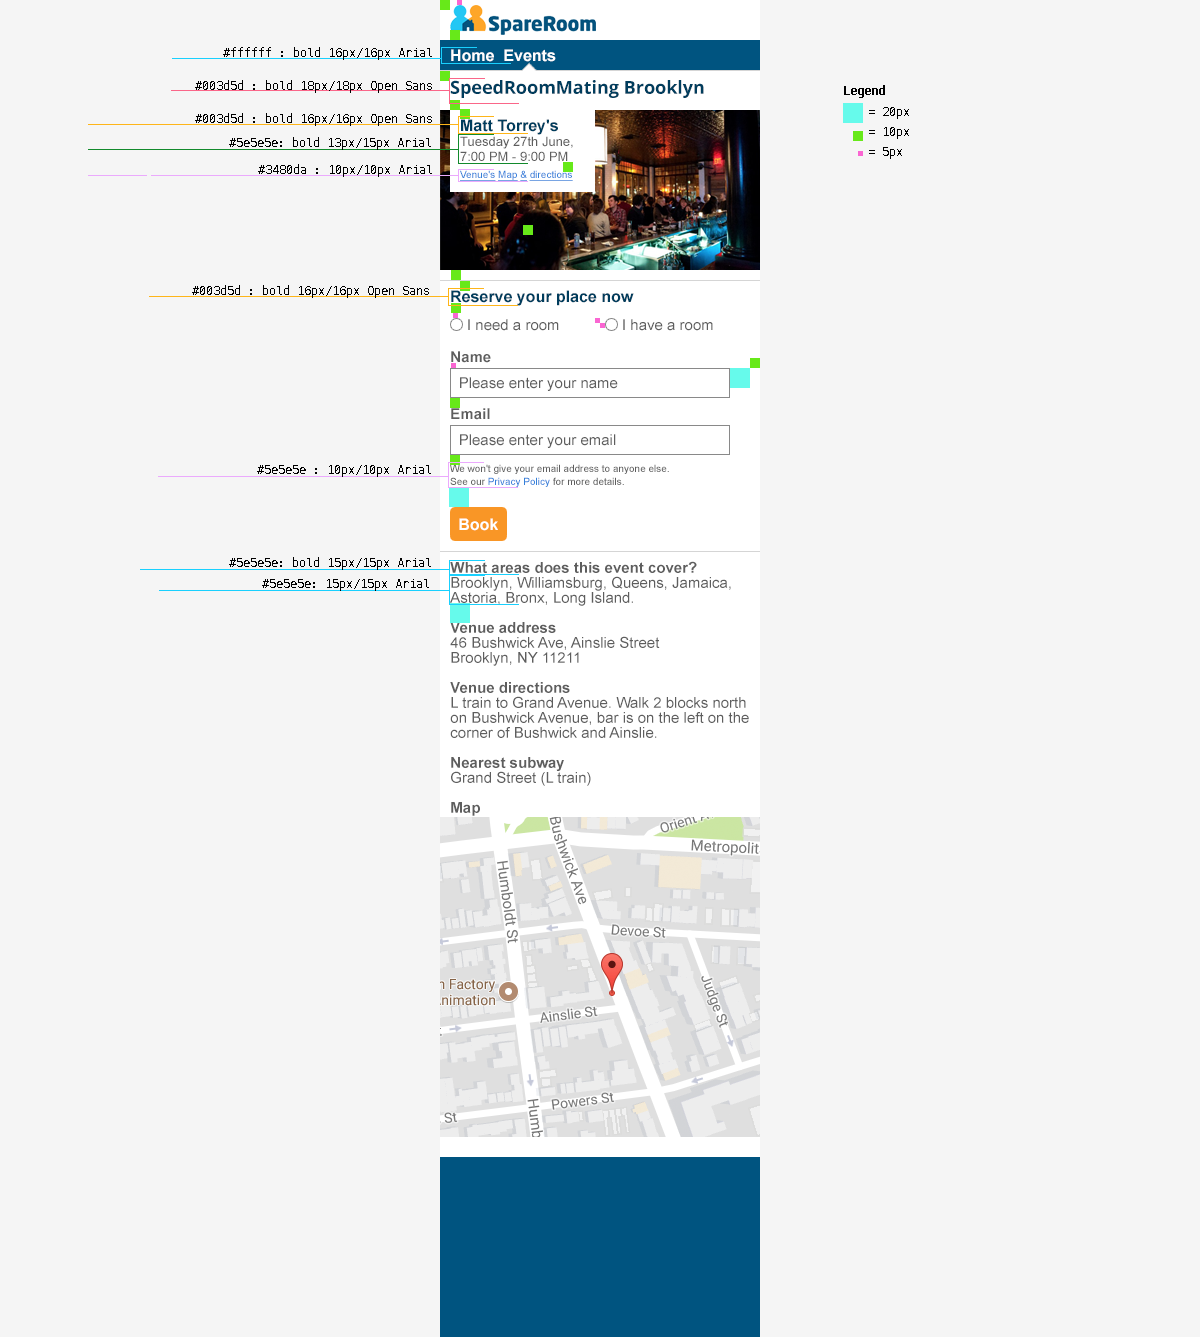 SpareRoom
#ffffff : bold 16px/16px Arial
Home Events
#003d5d : bold 18px/18px Open Sans
SpeedRoomMating Brooklyn
Legend
= 20px
= 10px
= 5px
#003d5d : bold 16px/16px Open Sans
Matt Torrey's
#5e5e5e: bold 13px/15px Arial
Tuesday 27th June,
7:00 PM - 9:00 PM
#3480da : 10px/10px Arial
Venue's Map & directions
#003d5d : bold 16px/16px Open Sans
Reserve your place now
I need a room I have a room
Name
Please enter your name
Email
Please enter your email
#5e5e5e : 10px/10px Arial
We won't give your email address to anyone else.
See our Privacy Policy for more details.
Book
#5e5e5e: bold 15px/15px Arial
What areas does this event cover?
#5e5e5e: 15px/15px Arial
Brooklyn, Williamsburg, Queens, Jamaica,
Astoria, Bronx, Long Island.
Venue address
46 Bushwick Ave, Ainslie Street
Brooklyn, NY 11211
Venue directions
L train to Grand Avenue. Walk 2 blocks north
on Bushwick Avenue, bar is on the left on the
corner of Bushwick and Ainslie.
Nearest subway
Grand Street (L train)
Map
Orient A
Metropolit
Bushwick Ave
Humboldt St
Devoe St
n Factory
Animation
Judge St
Ainslie St
Powers St
Humb
St